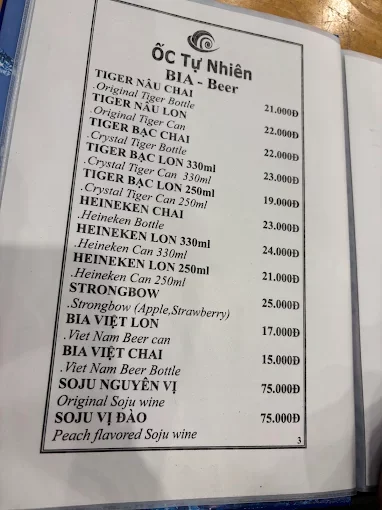 ỐC Tự Nhiên
BIA - Beer
TIGER NÂU CHAI
.Original Tiger Bottle 21.000Đ
TIGER NÂU LON
.Original Tiger Can 22.000Đ
TIGER BẠC CHAI
.Crystal Tiger Bottle 22.000Đ
TIGER BẠC LON 330ml
.Crystal Tiger Can 330ml 23.000Đ
TIGER BẠC LON 250ml
.Crystal Tiger Can 250ml 19.000Đ
HEINEKEN CHAI
.Heineken Bottle 23.000Đ
HEINEKEN LON 330ml
.Heineken Can 330ml 24.000Đ
HEINEKEN LON 250ml
.Heineken Can 250ml 21.000Đ
STRONGBOW
.Strongbow (Apple,Strawberry) 25.000Đ
BIA VIỆT LON 17.000Đ
.Viet Nam Beer can
BIA VIỆT CHAI 15.000Đ
.Viet Nam Beer Bottle
SOJU NGUYÊN VỊ 75.000Đ
Original Soju wine
SOJU VỊ ĐÀO 75.000Đ
Peach flavored Soju wine
3